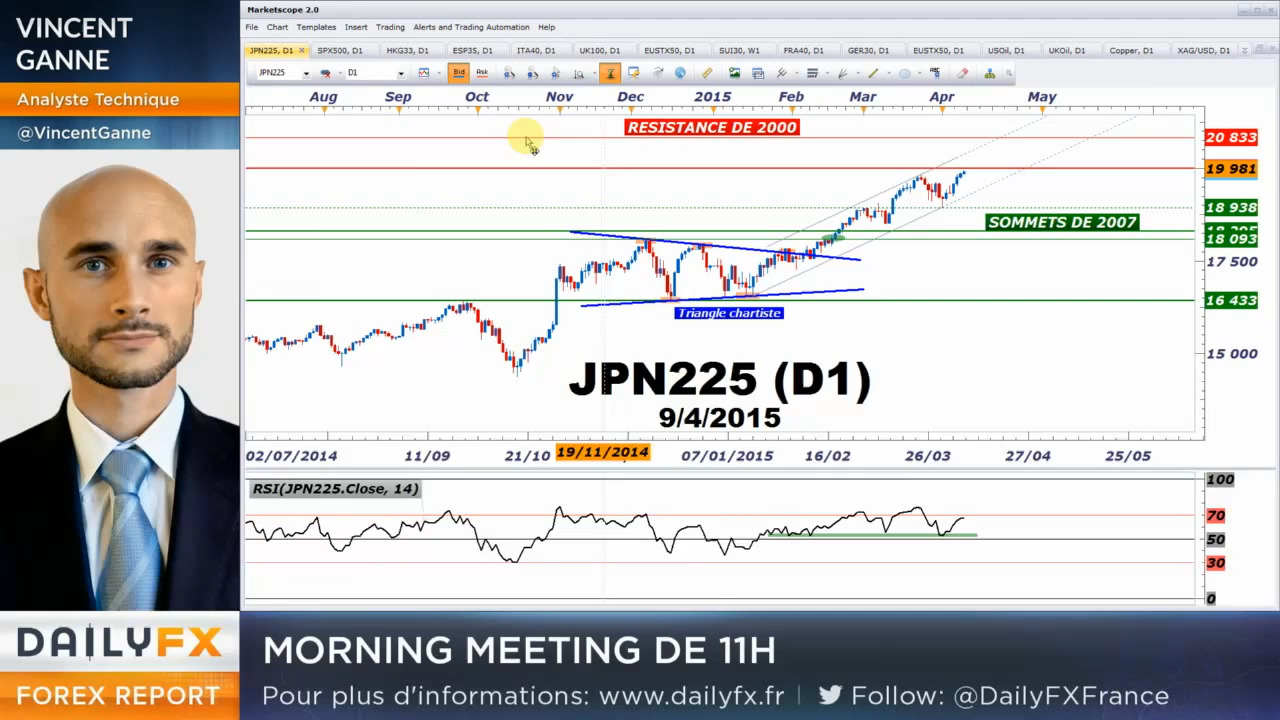 VINCENT
GANNE
Analyste Technique
@VincentGanne
Marketscope 2.0
File Chart Templates Insert Trading Alerts and Trading Automation Help
JPN225, D1 SPX500, D1 HKG33, D1 ESP35, D1 ITA40, D1 UK100, D1 EUSTX50, D1 SUI30, W1 FRA40, D1 GER30, D1 EUSTX50, D1 USOil, D1 UKOil, D1 Copper, D1 XAG/USD, D1
JPN225 D1 Bid Ask
Aug Sep Oct Nov Dec 2015 Feb Mar Apr May
RESISTANCE DE 2000
20 833
19 981
18 938
SOMMETS DE 2007
18 093
17 500
16 433
Triangle chartiste
15 000
JPN225 (D1)
9/4/2015
02/07/2014 11/09 21/10 19/11/2014 07/01/2015 16/02 26/03 27/04 25/05
RSI(JPN225.Close, 14)
100
70
50
30
0
DAILYFX
FOREX REPORT
MORNING MEETING DE 11H
Pour plus d'informations: www.dailyfx.fr | Follow: @DailyFXFrance